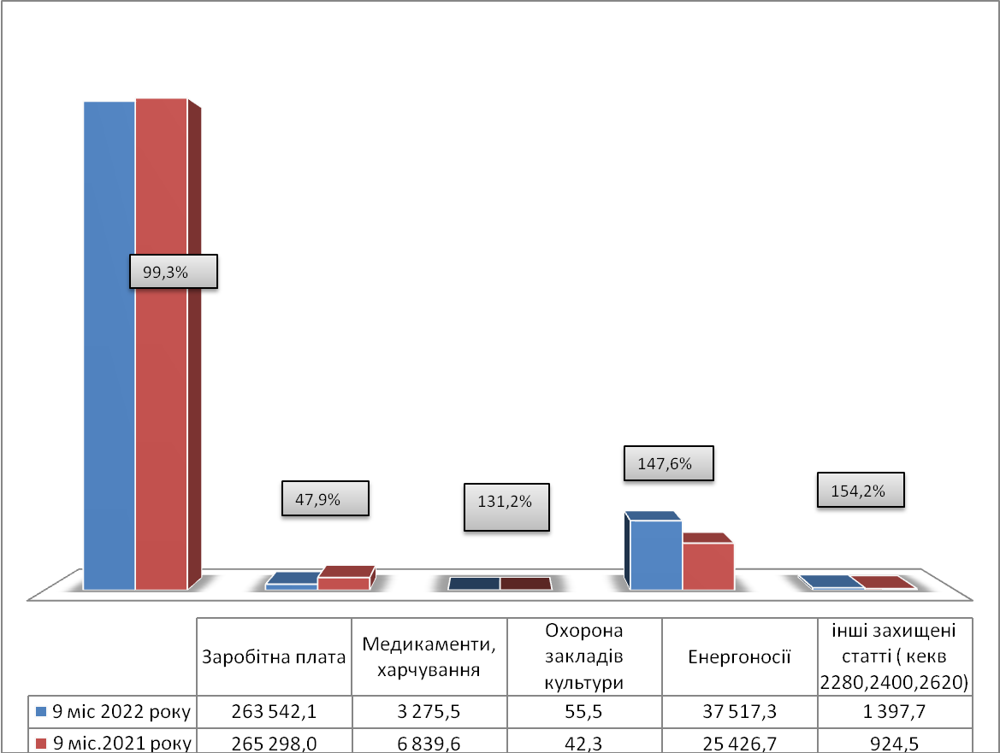 99,3%
147,6%
154,2%
47,9%
131,2%
Заробітна плата
Медикаменти,
харчування
Охорона
закладів
культури
Енергоносії
інші захищені
статті ( кекв
2280,2400,2620)
9 міс 2022 року 263 542,1 3 275,5 55,5 37 517,3 1 397,7
9 міс.2021 року 265 298,0 6 839,6 42,3 25 426,7 924,5